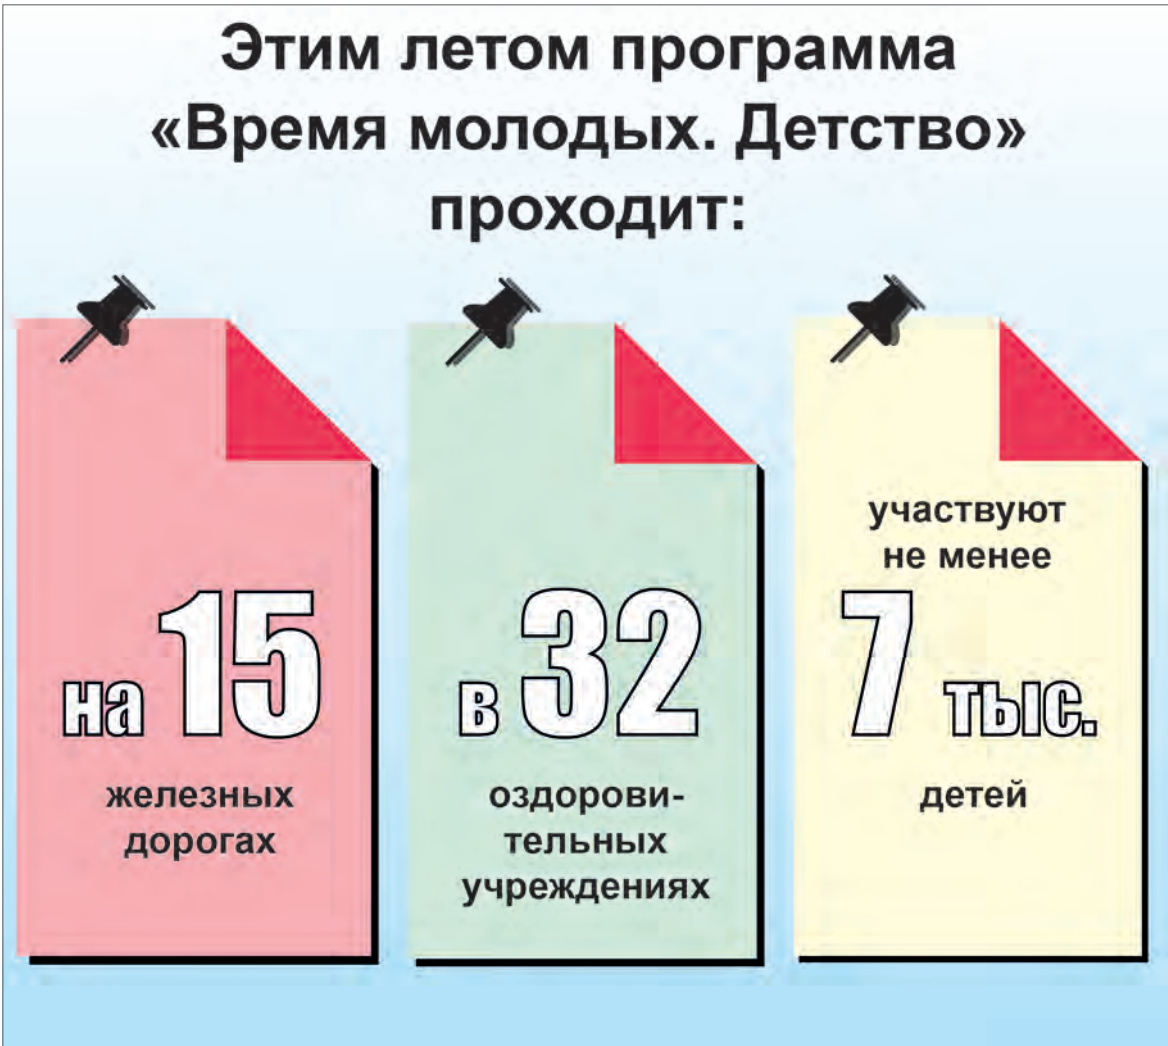 Этим летом программа
«Время молодых. Детство»
проходит:
на 15
железных
дорогах
в 32
оздорови-
тельных
учреждениях
участвуют
не менее
7 тыс.
детей